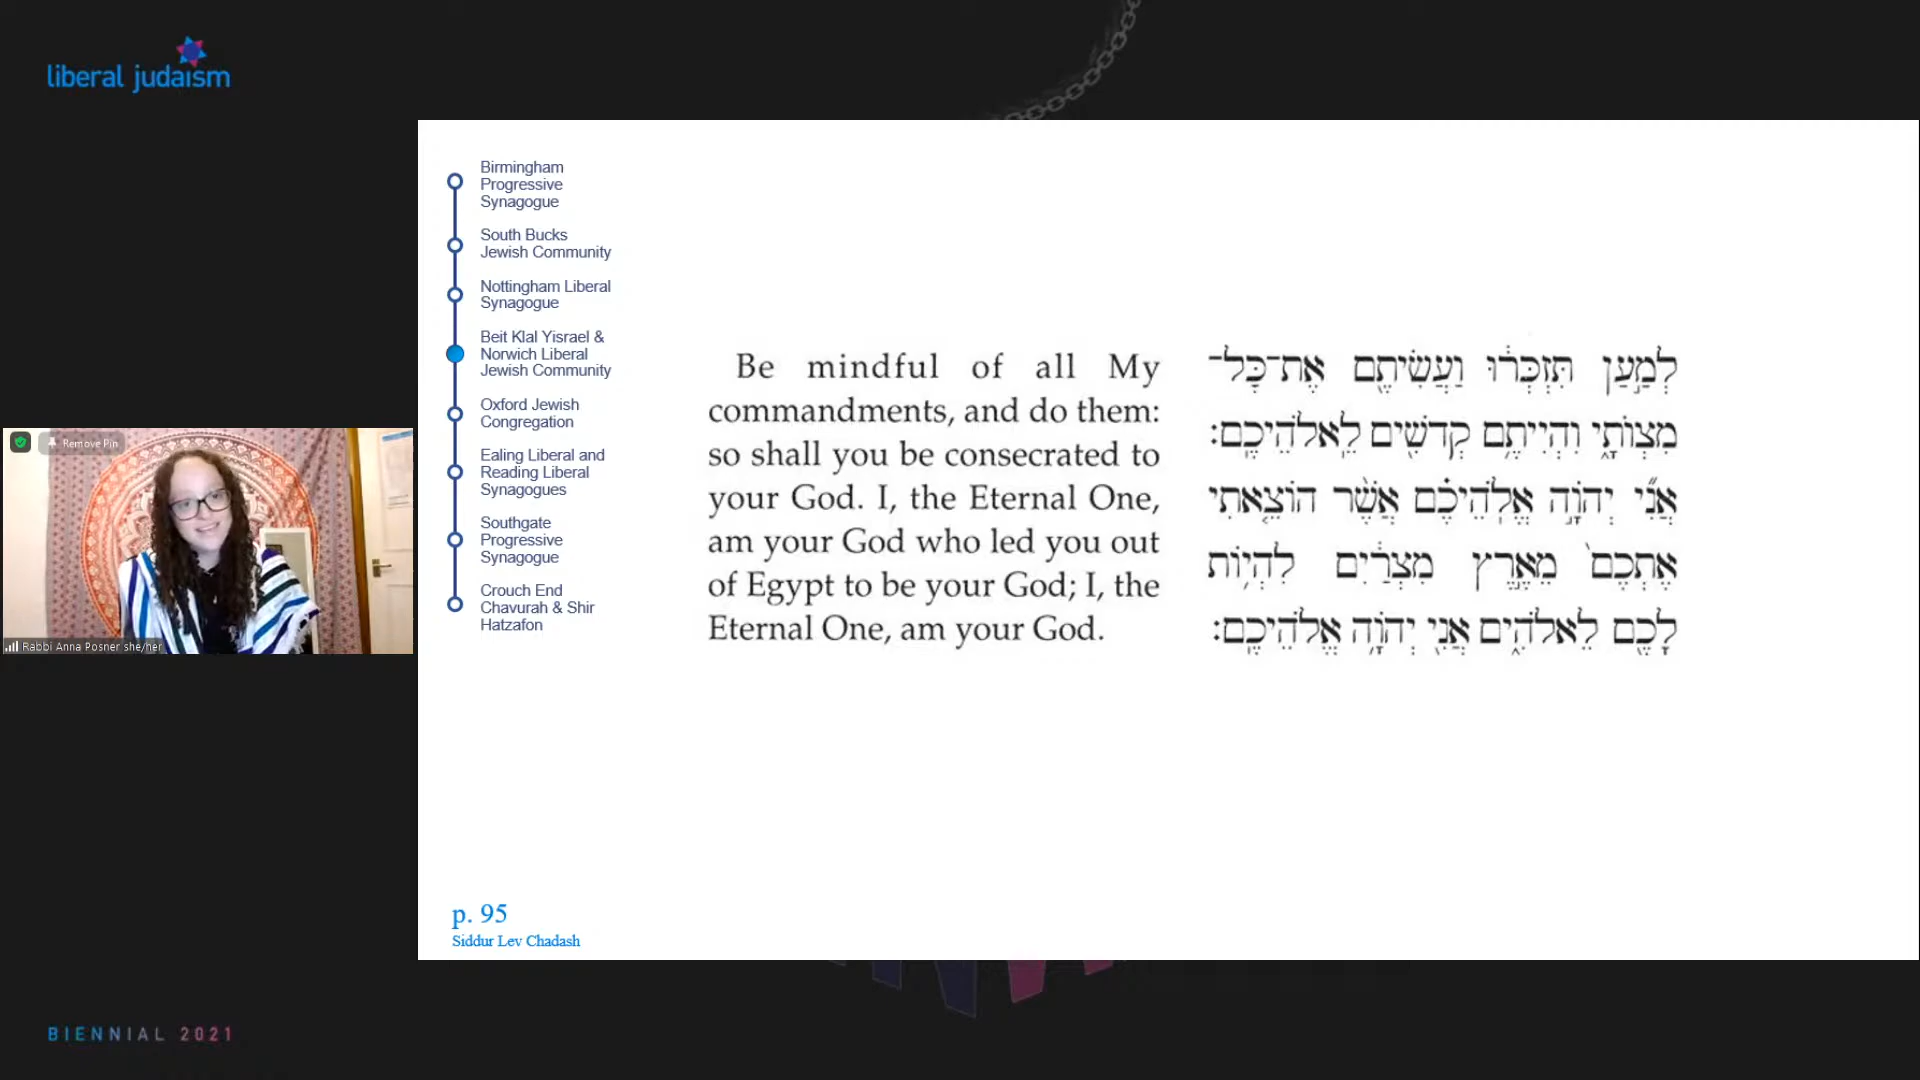 liberal judaism
Birmingham
Progressive
Synagogue
South Bucks
Jewish Community
Nottingham Liberal
Synagogue
Beit Klal Yisrael &
Norwich Liberal
Jewish Community
Oxford Jewish
Congregation
Ealing Liberal and
Reading Liberal
Synagogues
Southgate
Progressive
Synagogue
Crouch End
Chavurah & Shir
Hatzafon
Be mindful of all My
commandments, and do them:
so shall you be consecrated to
your God. I, the Eternal One,
am your God who led you out
of Egypt to be your God; I, the
Eternal One, am your God.
לְמַ֣עַן תִּזְכְּר֔וּ וַעֲשִׂיתֶ֖ם אֶת־כָּל־
מִצְוֺתָ֑י וִהְיִיתֶ֥ם קְדֹשִׁ֖ים לֵֽאלֹהֵיכֶֽם׃
אֲנִ֞י יְהוָֹ֣ה אֱלֹֽהֵיכֶ֗ם אֲשֶׁ֨ר הוֹצֵ֤אתִי
אֶתְכֶם֙ מֵאֶ֣רֶץ מִצְרַ֔יִם לִהְי֥וֹת
לָכֶ֖ם לֵאלֹהִ֑ים אֲנִ֖י יְהוָֹ֥ה אֱלֹהֵיכֶֽם׃
Remove Pin
Rabbi Anna Posner she/her
p. 95
Siddur Lev Chadash
BIENNIAL 2021